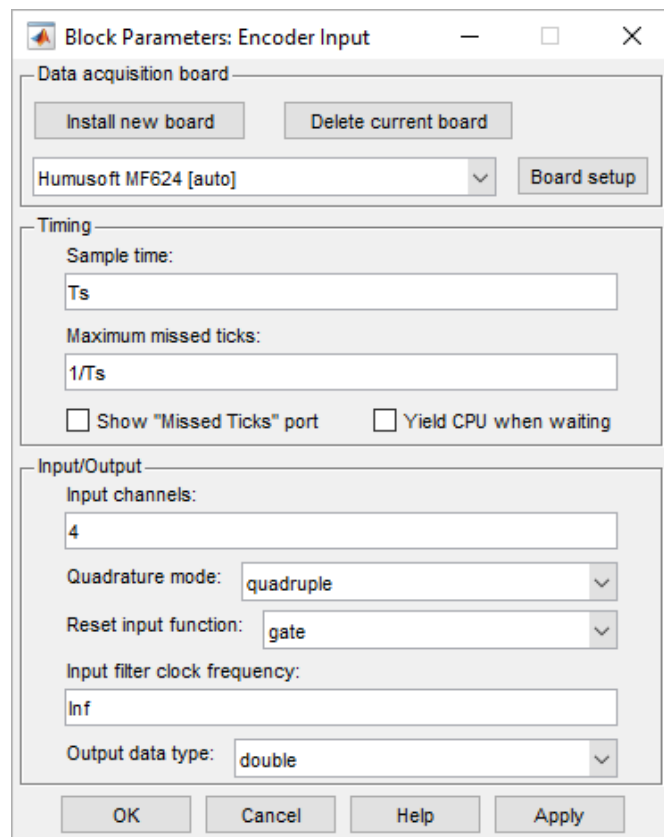 Block Parameters: Encoder Input
Data acquisition board
Install new board Delete current board
Humusoft MF624 [auto] Board setup
Timing
Sample time:
Ts
Maximum missed ticks:
1/Ts
Show "Missed Ticks" port Yield CPU when waiting
Input/Output
Input channels:
4
Quadrature mode: quadruple
Reset input function: gate
Input filter clock frequency:
Inf
Output data type: double
OK Cancel Help Apply